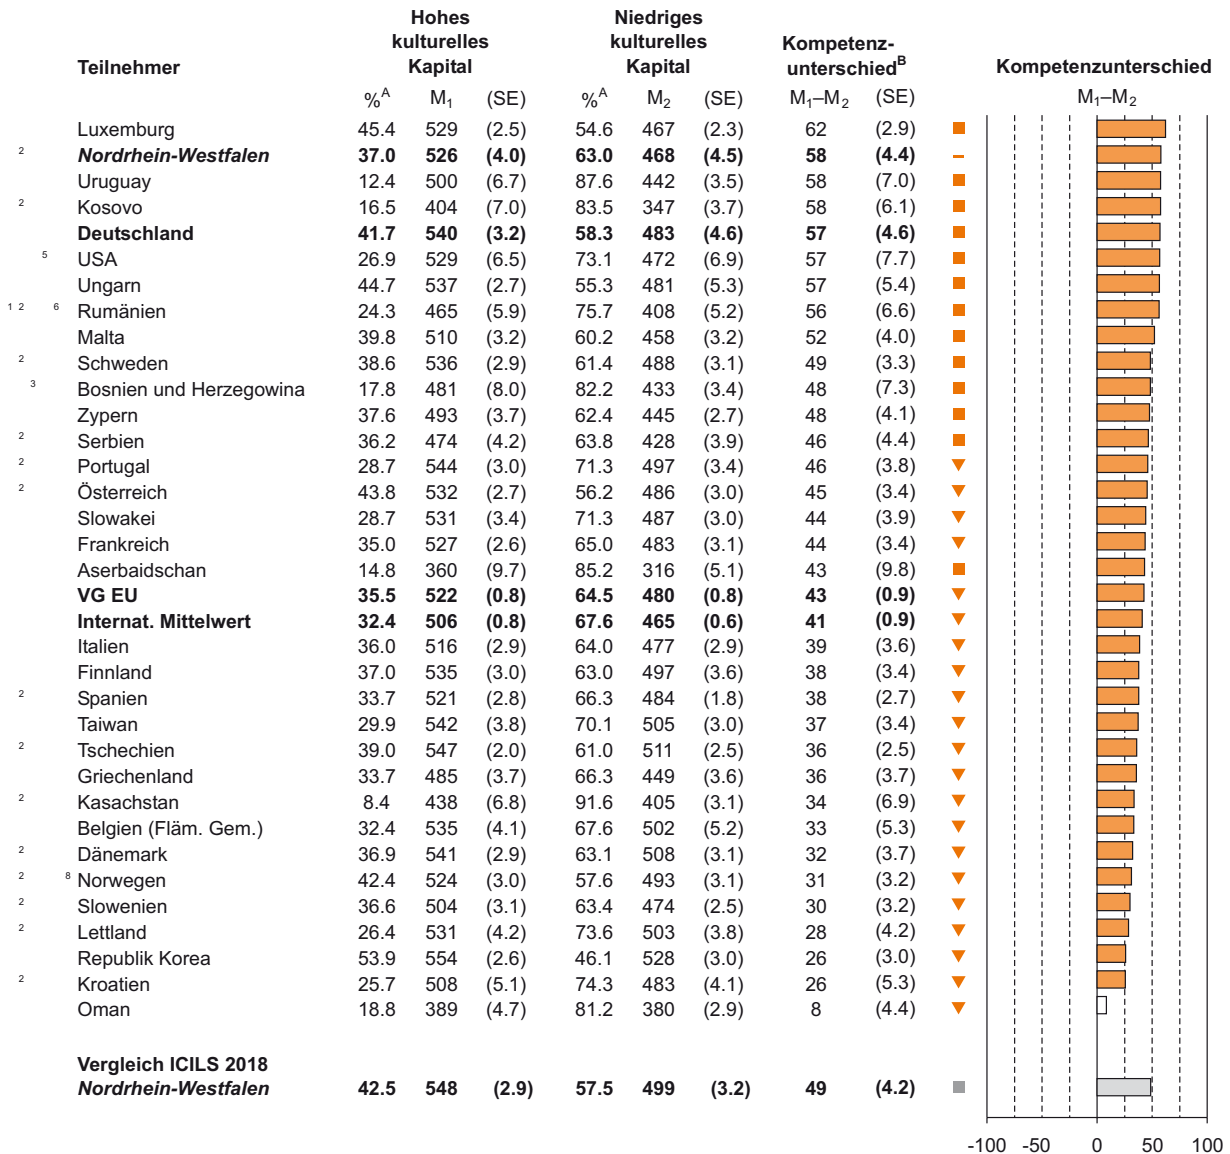 Hohes Niedriges
kulturelles kulturelles Kompetenz-
Teilnehmer Kapital Kapital unterschied^B Kompetenzunterschied
%^A M₁ (SE) %^A M₂ (SE) M₁–M₂ (SE) M₁–M₂
Luxemburg 45.4 529 (2.5) 54.6 467 (2.3) 62 (2.9)
² Nordrhein-Westfalen 37.0 526 (4.0) 63.0 468 (4.5) 58 (4.4)
Uruguay 12.4 500 (6.7) 87.6 442 (3.5) 58 (7.0)
² Kosovo 16.5 404 (7.0) 83.5 347 (3.7) 58 (6.1)
Deutschland 41.7 540 (3.2) 58.3 483 (4.6) 57 (4.6)
⁵ USA 26.9 529 (6.5) 73.1 472 (6.9) 57 (7.7)
Ungarn 44.7 537 (2.7) 55.3 481 (5.3) 57 (5.4)
¹ ² ⁶ Rumänien 24.3 465 (5.9) 75.7 408 (5.2) 56 (6.6)
Malta 39.8 510 (3.2) 60.2 458 (3.2) 52 (4.0)
² Schweden 38.6 536 (2.9) 61.4 488 (3.1) 49 (3.3)
³ Bosnien und Herzegowina 17.8 481 (8.0) 82.2 433 (3.4) 48 (7.3)
Zypern 37.6 493 (3.7) 62.4 445 (2.7) 48 (4.1)
² Serbien 36.2 474 (4.2) 63.8 428 (3.9) 46 (4.4)
² Portugal 28.7 544 (3.0) 71.3 497 (3.4) 46 (3.8)
² Österreich 43.8 532 (2.7) 56.2 486 (3.0) 45 (3.4)
Slowakei 28.7 531 (3.4) 71.3 487 (3.0) 44 (3.9)
Frankreich 35.0 527 (2.6) 65.0 483 (3.1) 44 (3.4)
Aserbaidschan 14.8 360 (9.7) 85.2 316 (5.1) 43 (9.8)
VG EU 35.5 522 (0.8) 64.5 480 (0.8) 43 (0.9)
Internat. Mittelwert 32.4 506 (0.8) 67.6 465 (0.6) 41 (0.9)
Italien 36.0 516 (2.9) 64.0 477 (2.9) 39 (3.6)
Finnland 37.0 535 (3.0) 63.0 497 (3.6) 38 (3.4)
² Spanien 33.7 521 (2.8) 66.3 484 (1.8) 38 (2.7)
Taiwan 29.9 542 (3.8) 70.1 505 (3.0) 37 (3.4)
² Tschechien 39.0 547 (2.0) 61.0 511 (2.5) 36 (2.5)
Griechenland 33.7 485 (3.7) 66.3 449 (3.6) 36 (3.7)
² Kasachstan 8.4 438 (6.8) 91.6 405 (3.1) 34 (6.9)
Belgien (Fläm. Gem.) 32.4 535 (4.1) 67.6 502 (5.2) 33 (5.3)
² Dänemark 36.9 541 (2.9) 63.1 508 (3.1) 32 (3.7)
² ⁸ Norwegen 42.4 524 (3.0) 57.6 493 (3.1) 31 (3.2)
² Slowenien 36.6 504 (3.1) 63.4 474 (2.5) 30 (3.2)
² Lettland 26.4 531 (4.2) 73.6 503 (3.8) 28 (4.2)
Republik Korea 53.9 554 (2.6) 46.1 528 (3.0) 26 (3.0)
² Kroatien 25.7 508 (5.1) 74.3 483 (4.1) 26 (5.3)
Oman 18.8 389 (4.7) 81.2 380 (2.9) 8 (4.4)
Vergleich ICILS 2018
Nordrhein-Westfalen 42.5 548 (2.9) 57.5 499 (3.2) 49 (4.2)
-100 -50 0 50 100